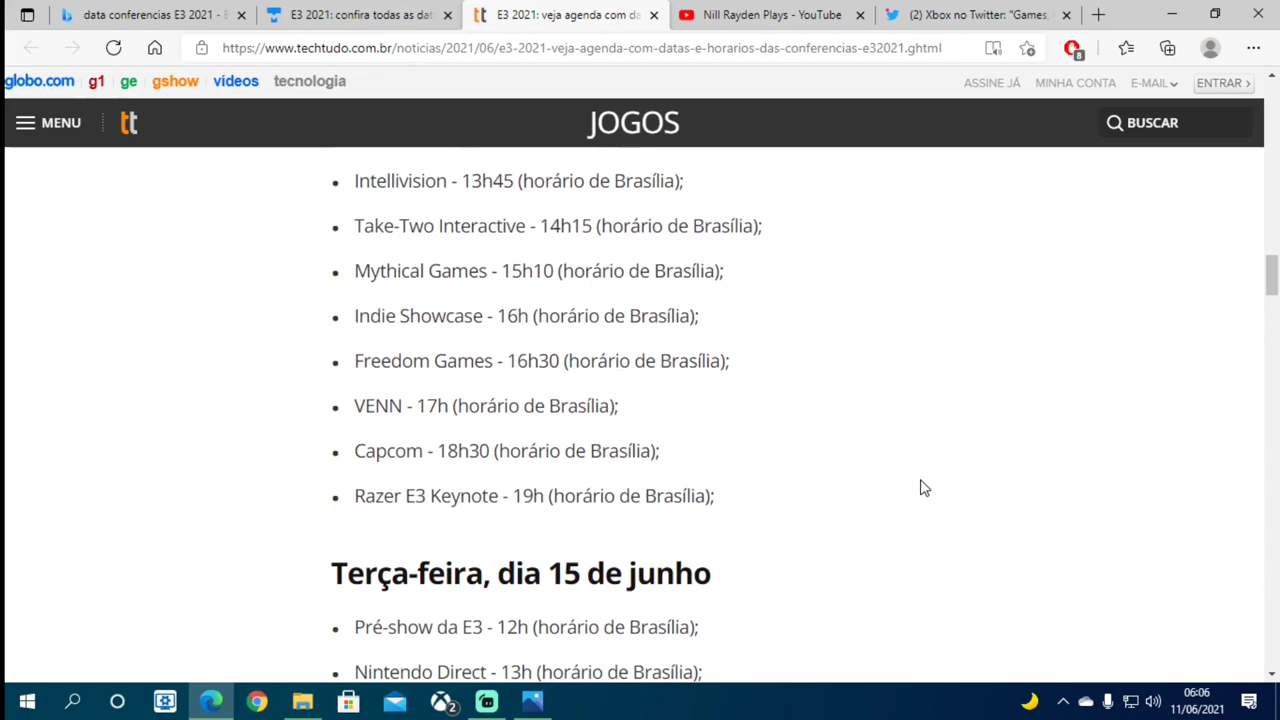 data conferencias E3 2021 - B
E3 2021: confira todas as dat
E3 2021: veja agenda com da
Nill Rayden Plays - YouTube
(2) Xbox no Twitter: "Games,
https://www.techtudo.com.br/noticias/2021/06/e3-2021-veja-agenda-com-datas-e-horarios-das-conferencias-e32021.ghtml
8
globo.com g1 ge gshow videos tecnologia
ASSINE JÁ MINHA CONTA E-MAIL ENTRAR
MENU tt JOGOS BUSCAR
Intellivision - 13h45 (horário de Brasília);
Take-Two Interactive - 14h15 (horário de Brasília);
Mythical Games - 15h10 (horário de Brasília);
Indie Showcase - 16h (horário de Brasília);
Freedom Games - 16h30 (horário de Brasília);
VENN - 17h (horário de Brasília);
Capcom - 18h30 (horário de Brasília);
Razer E3 Keynote - 19h (horário de Brasília);
Terça-feira, dia 15 de junho
Pré-show da E3 - 12h (horário de Brasília);
Nintendo Direct - 13h (horário de Brasília);
2
06:06
11/06/2021